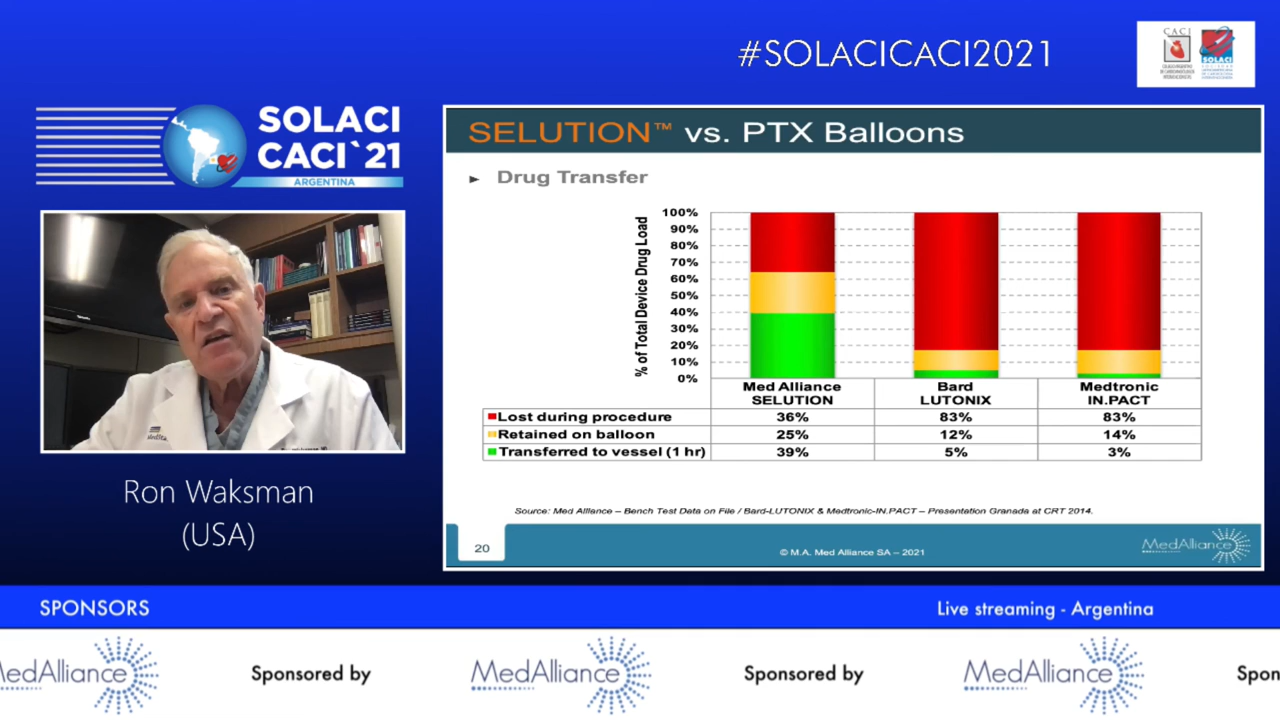 #SOLACICACI2021
CACI
SOLACI
SOLACI
CACI`21
ARGENTINA
Ron Waksman
(USA)
SELUTION™ vs. PTX Balloons
► Drug Transfer
% of Total Device Drug Load
100%
90%
80%
70%
60%
50%
40%
30%
20%
10%
0%
Med Alliance SELUTION Bard LUTONIX Medtronic IN.PACT
Lost during procedure 36% 83% 83%
Retained on balloon 25% 12% 14%
Transferred to vessel (1 hr) 39% 5% 3%
Source: Med Alliance – Bench Test Data on File / Bard-LUTONIX & Medtronic-IN.PACT – Presentation Granada at CRT 2014.
20
© M.A. Med Alliance SA – 2021
MedAlliance
SPONSORS
Live streaming - Argentina
MedAlliance Sponsored by MedAlliance Sponsored by MedAlliance Spon